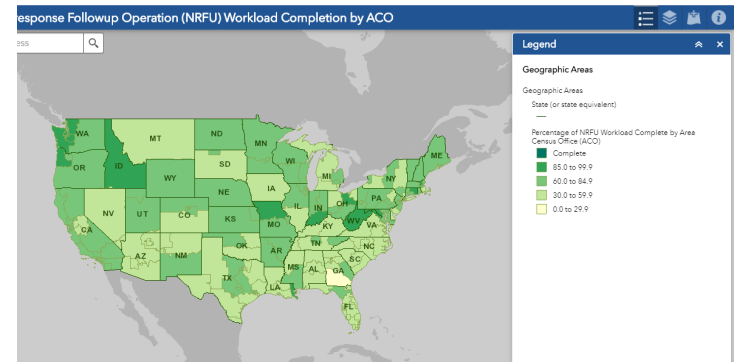 esponse Followup Operation (NRFU) Workload Completion by ACO
ess
Legend
Geographic Areas
Geographic Areas
State (or state equivalent)
Percentage of NRFU Workload Complete by Area
Census Office (ACO)
Complete
85.0 to 99.9
60.0 to 84.9
30.0 to 59.9
0.0 to 29.9
WA
MT
ND
MN
ME
OR
ID
SD
WI
MI
NY
WY
IA
PA
NE
IL
IN
OH
NV
UT
CO
KS
MO
WV
VA
KY
CA
NC
TN
OK
AR
SC
AZ
NM
MS
AL
GA
TX
LA
FL